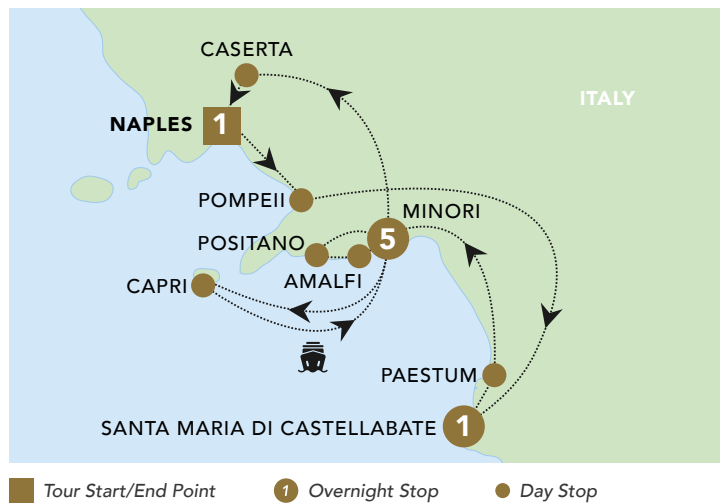 CASERTA
ITALY
NAPLES 1
POMPEII
MINORI
5
POSITANO
AMALFI
CAPRI
PAESTUM
SANTA MARIA DI CASTELLABATE 1
Tour Start/End Point 1 Overnight Stop Day Stop